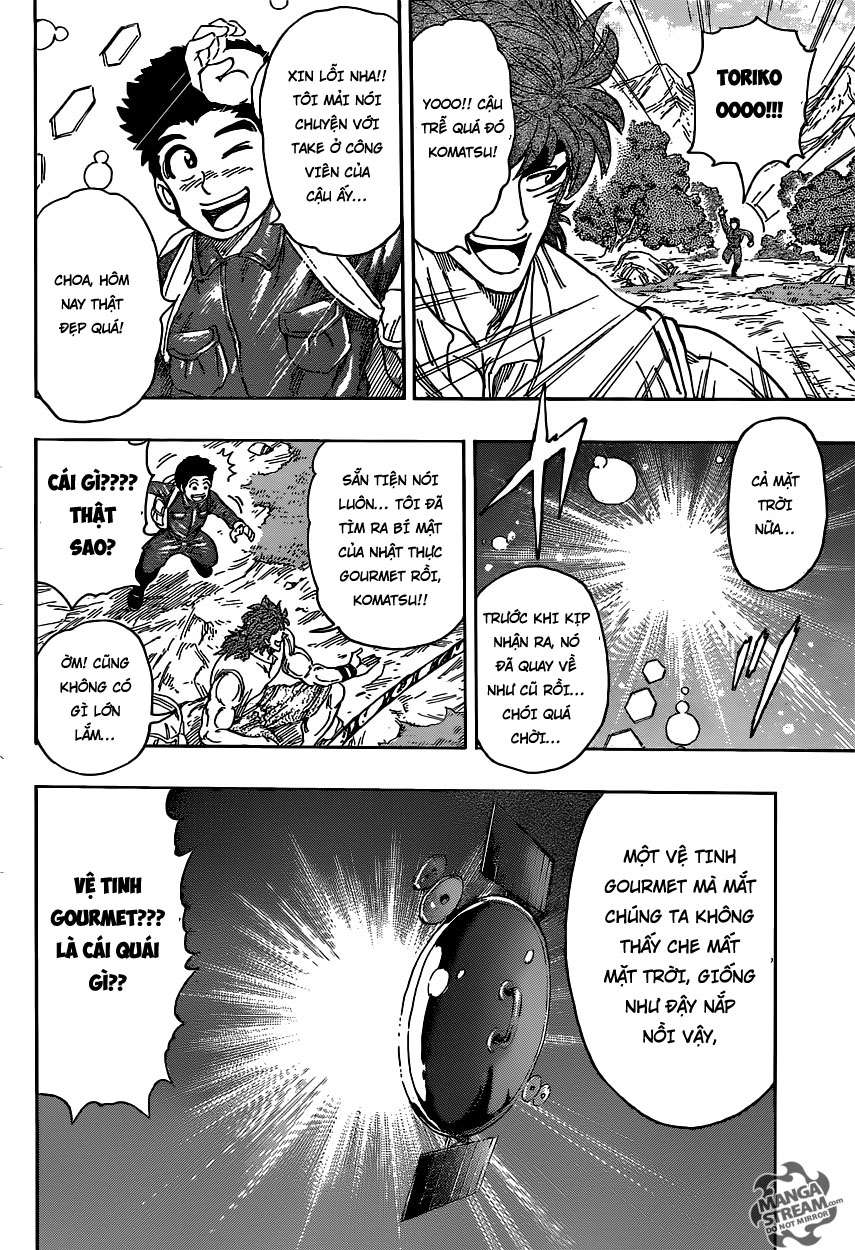 TORIKO
OOOO!!!
YOOO!! CẬU
TRỄ QUÁ ĐÓ
KOMATSU!
XIN LỖI NHA!!
TÔI MẢI NÓI
CHUYỆN VỚI
TAKE Ở CÔNG
VIÊN CỦA
CẬU ẤY...
CHOA, HÔM
NAY THẬT
ĐẸP QUÁ!
CẢ MẶT
TRỜI
NỮA...
TRƯỚC KHI KỊP
NHẬN RA, NÓ
ĐÃ QUAY VỀ
NHƯ CŨ RỒI...
CHÓI QUÁ
CHỜI...
SẴN TIỆN NÓI
LUÔN... TÔI ĐÃ
TÌM RA BÍ MẬT
CỦA NHẬT THỰC
GOURMET RỒI,
KOMATSU!!
CÁI GÌ????
THẬT
SAO?
ỜM! CŨNG
KHÔNG CÓ
GÌ LỚN
LẮM...
MỘT VỆ TINH
GOURMET MÀ MẮT
CHÚNG TA KHÔNG
THẤY CHE MẤT
MẶT TRỜI, GIỐNG
NHƯ ĐẬY NẮP
NỒI VẬY,
VỆ TINH
GOURMET???
LÀ CÁI QUÁI
GÌ??
MANGA
STREAM.com
DO NOT MIRROR